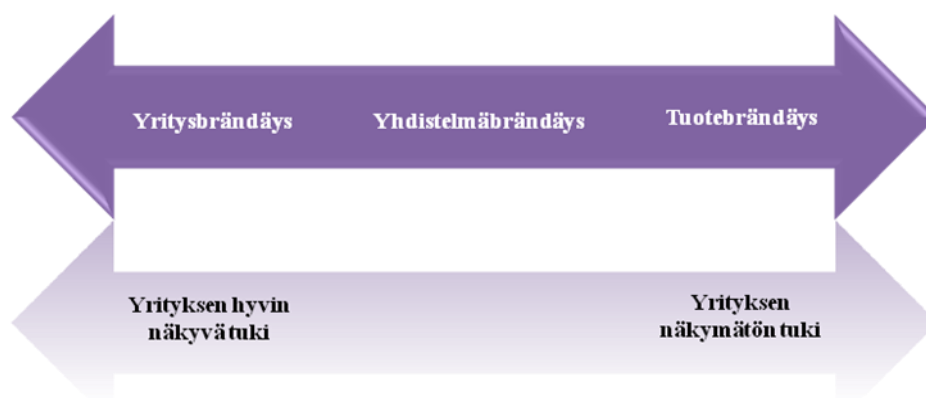 Yritysbrändäys Yhdistelmäbrändäys Tuotebrändäys
Yrityksen hyvin
näkyvä tuki
Yrityksen
näkymätön tuki